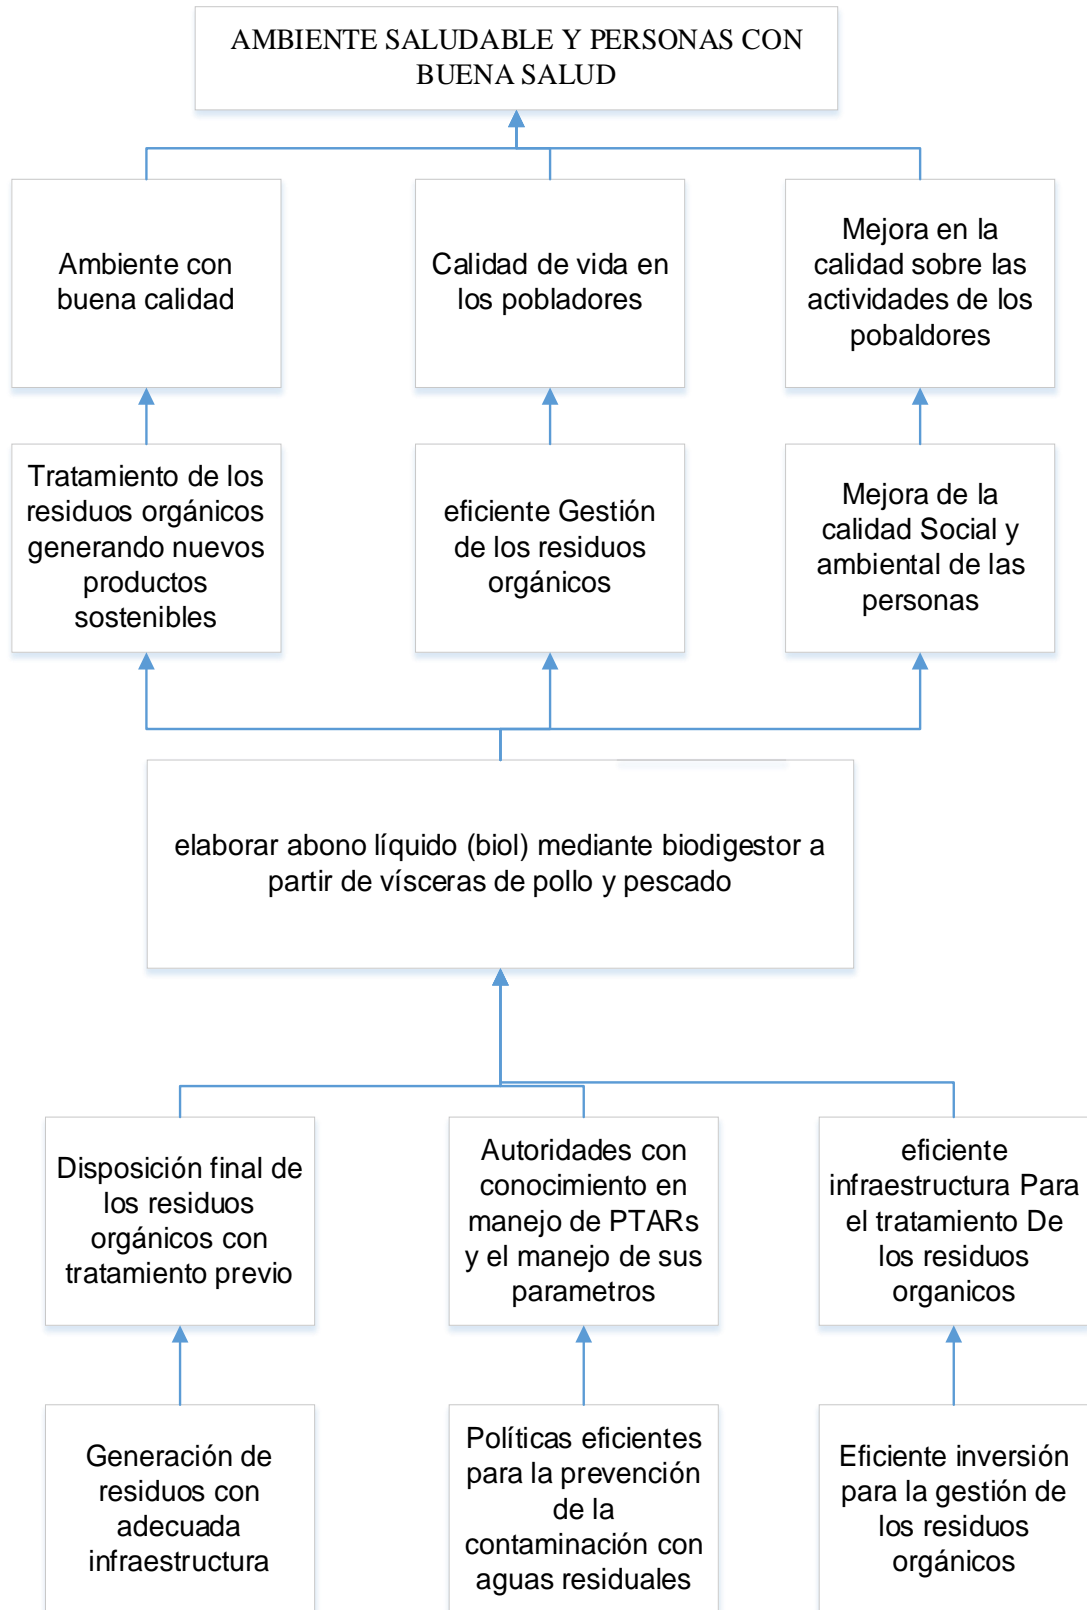 AMBIENTE SALUDABLE Y PERSONAS CON
BUENA SALUD
Ambiente con
buena calidad
Calidad de vida en
los pobladores
Mejora en la
calidad sobre las
actividades de los
pobaldores
Tratamiento de los
residuos orgánicos
generando nuevos
productos
sostenibles
eficiente Gestión
de los residuos
orgánicos
Mejora de la
calidad Social y
ambiental de las
personas
elaborar abono líquido (biol) mediante biodigestor a
partir de vísceras de pollo y pescado
Disposición final de
los residuos
orgánicos con
tratamiento previo
Autoridades con
conocimiento en
manejo de PTARs
y el manejo de sus
parametros
eficiente
infraestructura Para
el tratamiento De
los residuos
organicos
Generación de
residuos con
adecuada
infraestructura
Políticas eficientes
para la prevención
de la
contaminación con
aguas residuales
Eficiente inversión
para la gestión de
los residuos
orgánicos